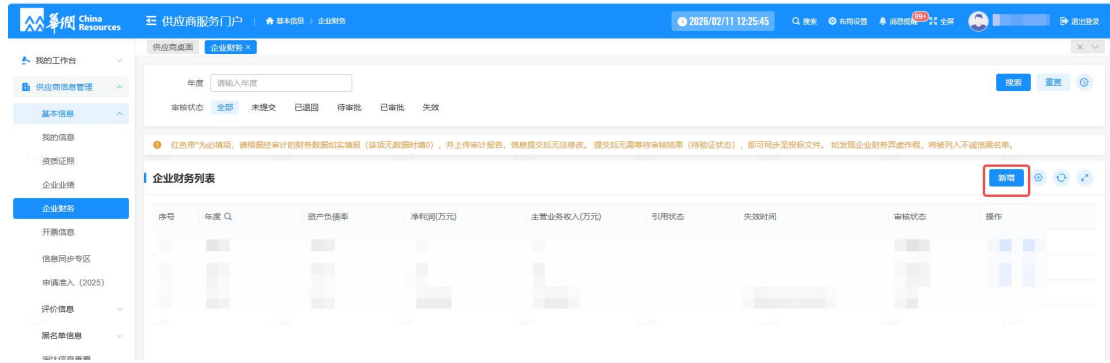 華潤 China Resources 供应商服务门户 基本信息 > 企业财务 2026/02/11 12:25:45 搜索 布局设置 消息提醒 99+ 全屏 退出登录
供应商桌面 企业财务 ×
我的工作台
供应商信息管理
基本信息
我的信息
资质证照
企业业绩
企业财务
开票信息
信息同步专区
申请准入（2025）
评价信息
黑名单信息
年度 请输入年度 搜索 重置
审核状态 全部 未提交 已退回 待审批 已审批 失效
红色带*为必填项，请根据经审计的财务数据如实填报（该项无数据时填0），并上传审计报告，信息提交后无法修改。 提交后无需等待审核结果（待验证状态），即可同步至投标文件。 如发现企业财务弄虚作假，将被列入不诚信黑名单。
企业财务列表 新增
序号 年度 资产负债率 净利润(万元) 主营业务收入(万元) 引用状态 失效时间 审核状态 操作